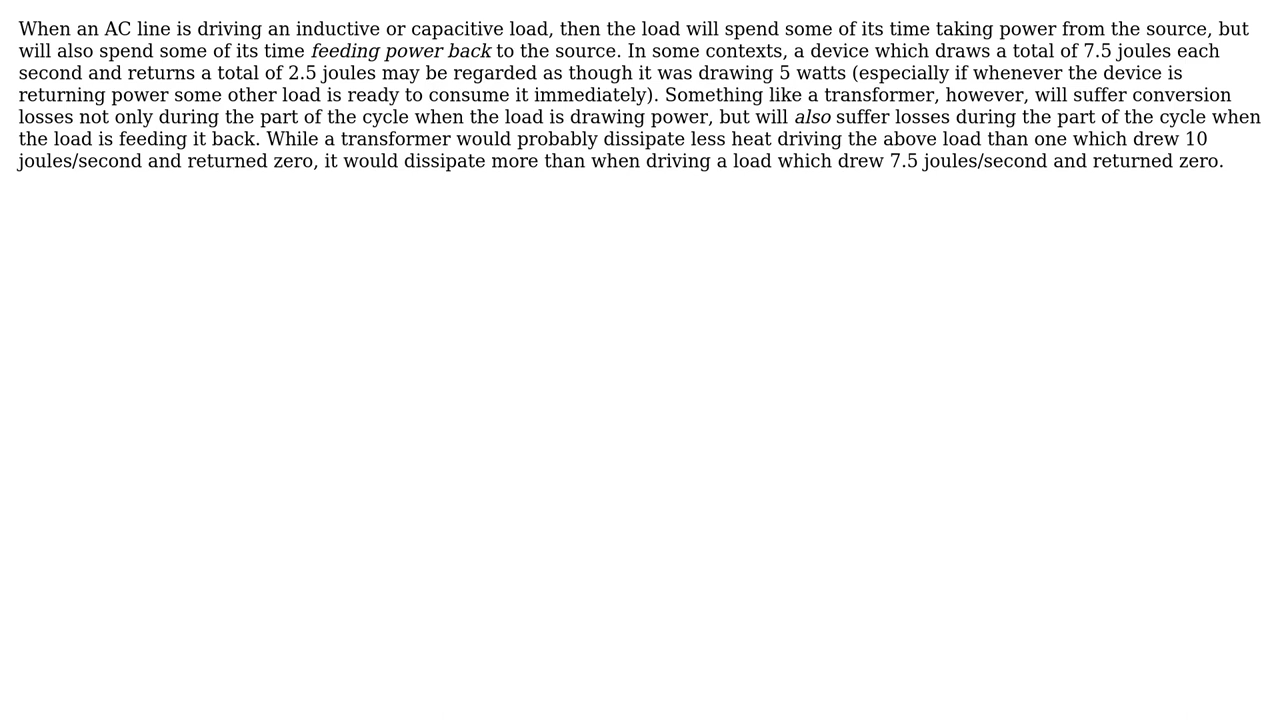 When an AC line is driving an inductive or capacitive load, then the load will spend some of its time taking power from the source, but
will also spend some of its time feeding power back to the source. In some contexts, a device which draws a total of 7.5 joules each
second and returns a total of 2.5 joules may be regarded as though it was drawing 5 watts (especially if whenever the device is
returning power some other load is ready to consume it immediately). Something like a transformer, however, will suffer conversion
losses not only during the part of the cycle when the load is drawing power, but will also suffer losses during the part of the cycle when
the load is feeding it back. While a transformer would probably dissipate less heat driving the above load than one which drew 10
joules/second and returned zero, it would dissipate more than when driving a load which drew 7.5 joules/second and returned zero.